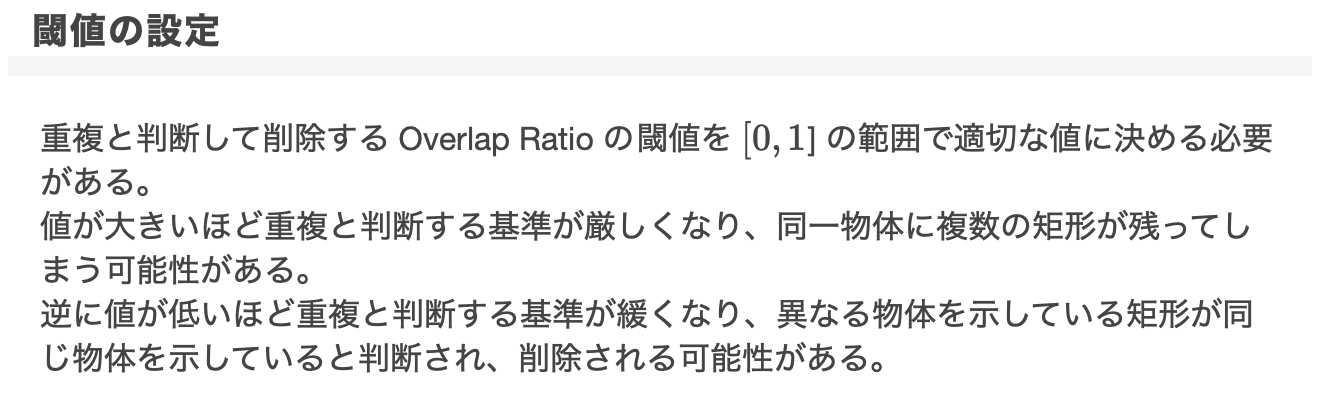 閾値の設定
重複と判断して削除する Overlap Ratio の閾値を [0, 1] の範囲で適切な値に決める必要
がある。
値が大きいほど重複と判断する基準が厳しくなり、同一物体に複数の矩形が残ってし
まう可能性がある。
逆に値が低いほど重複と判断する基準が緩くなり、異なる物体を示している矩形が同
じ物体を示していると判断され、削除される可能性がある。